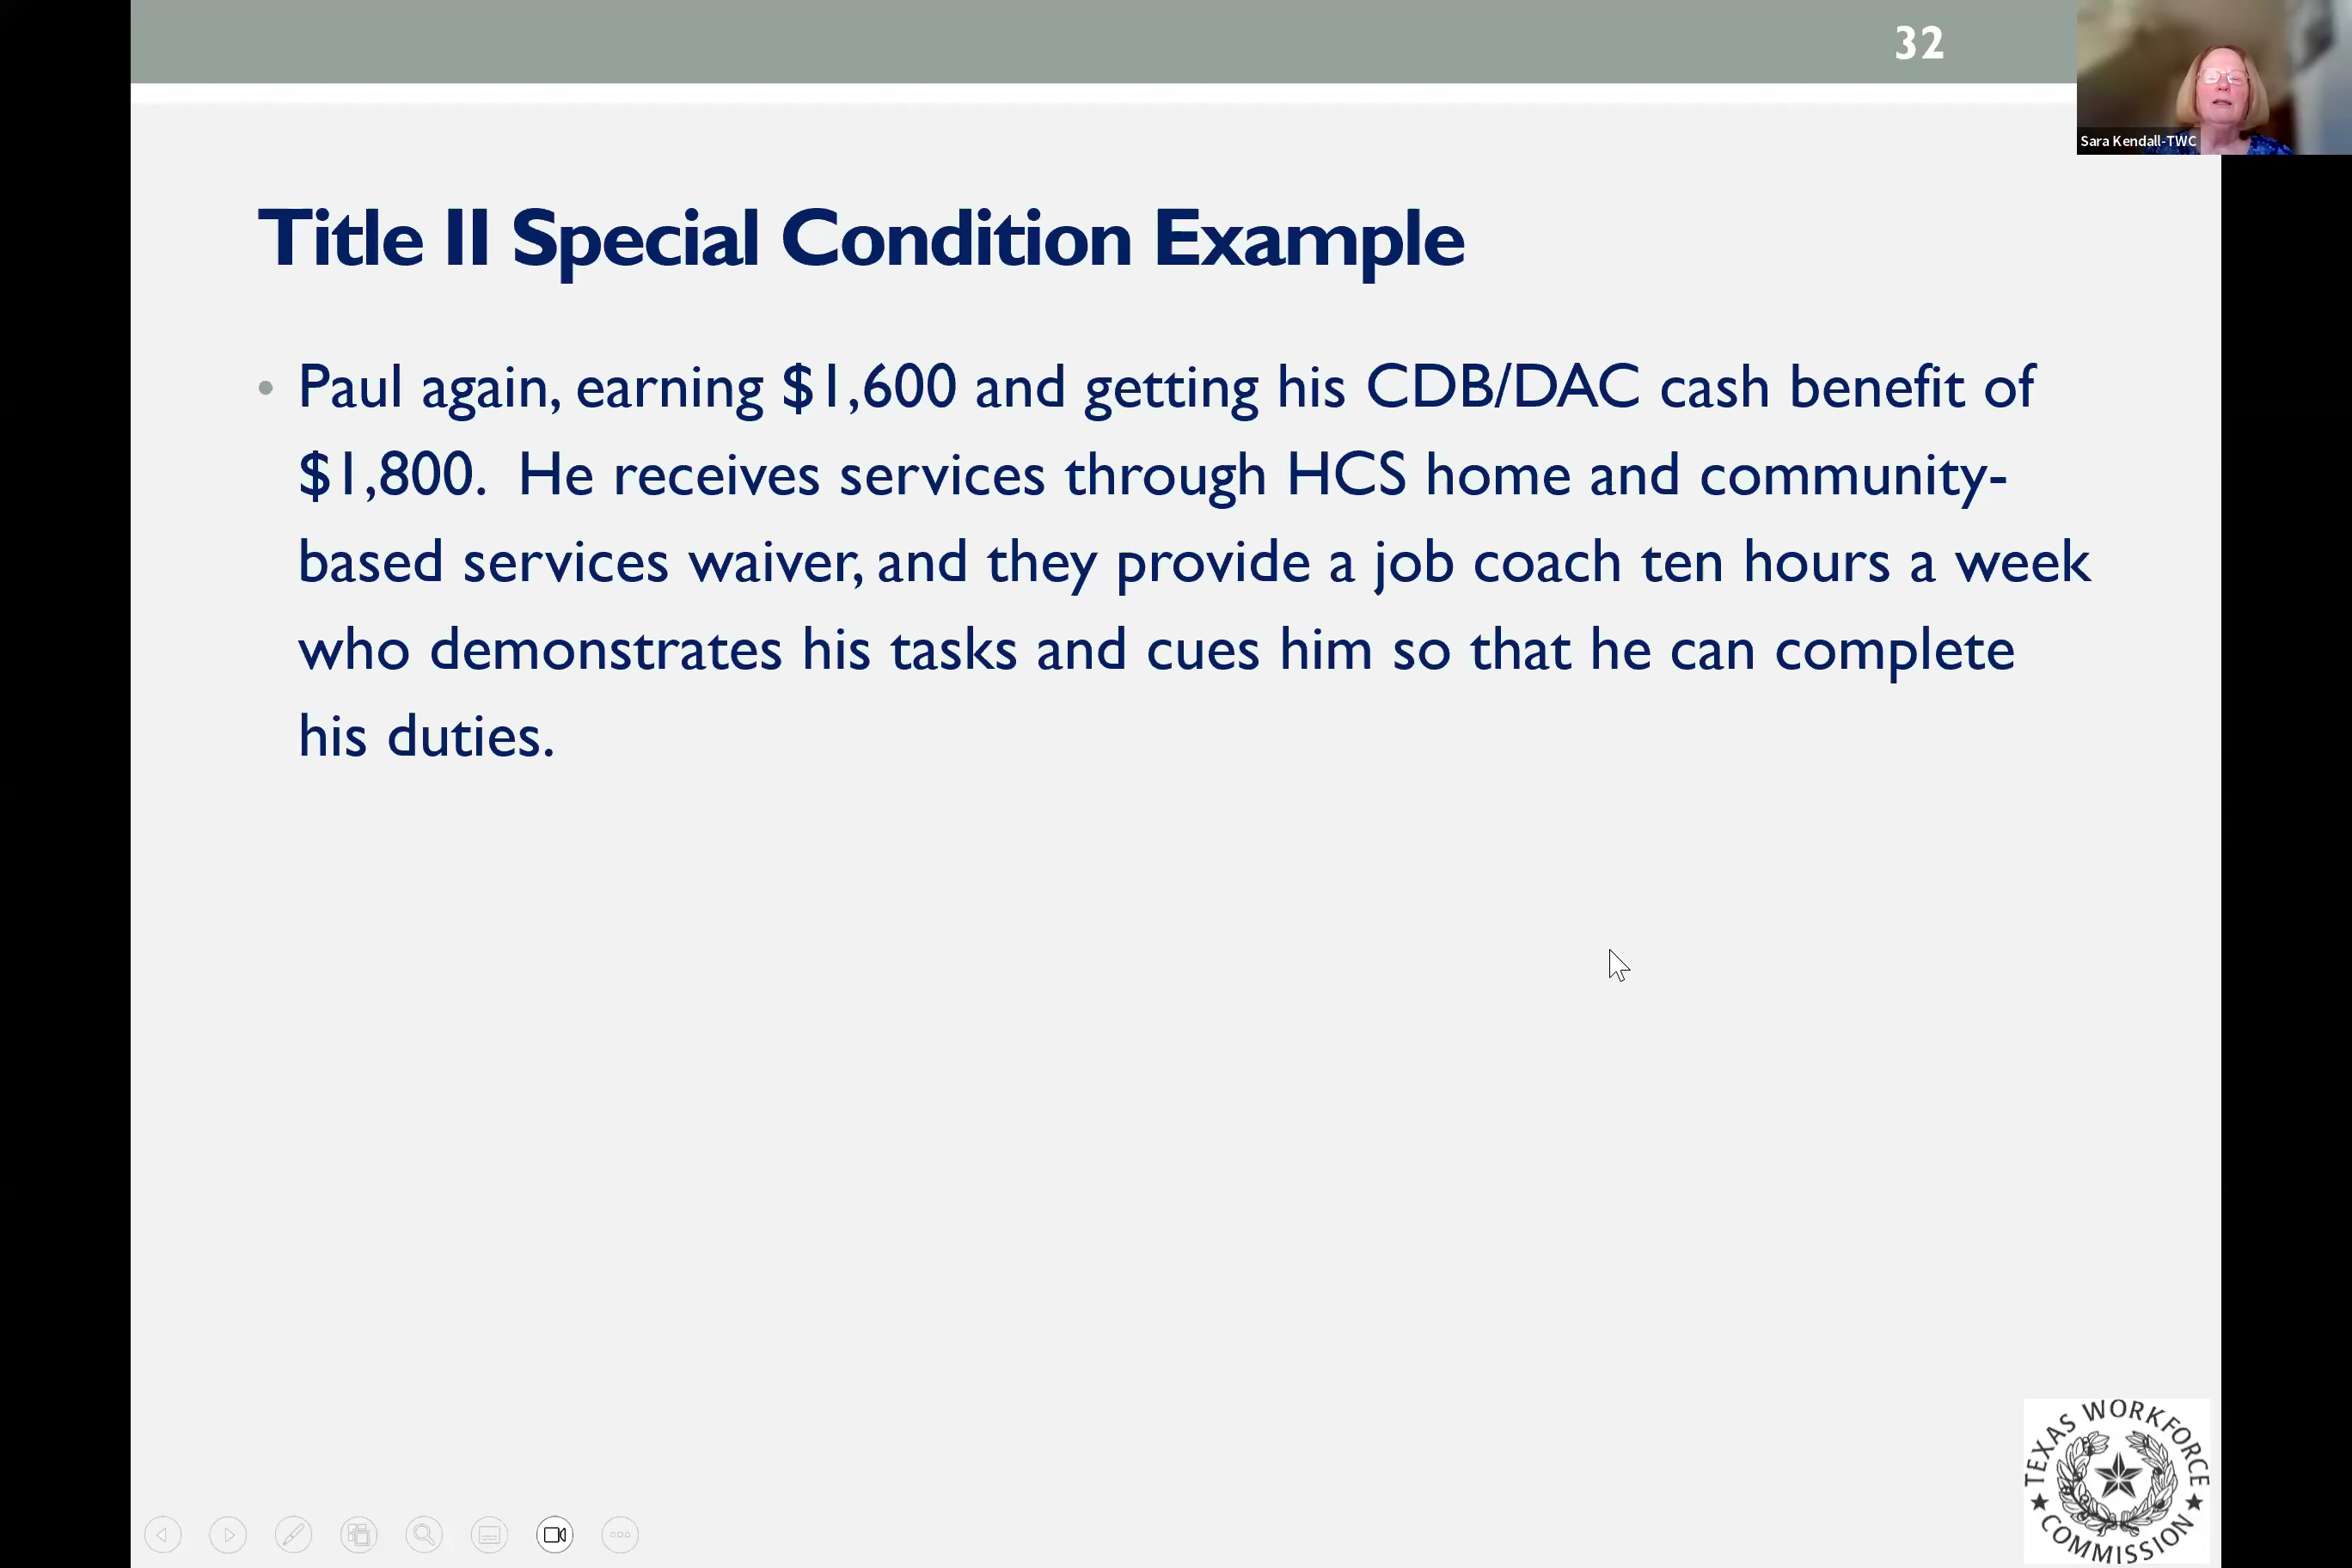 32
Sara Kendall-TWC
Title II Special Condition Example
• Paul again, earning $1,600 and getting his CDB/DAC cash benefit of
$1,800.  He receives services through HCS home and community-
based services waiver, and they provide a job coach ten hours a week
who demonstrates his tasks and cues him so that he can complete
his duties.
TEXAS WORKFORCE
COMMISSION